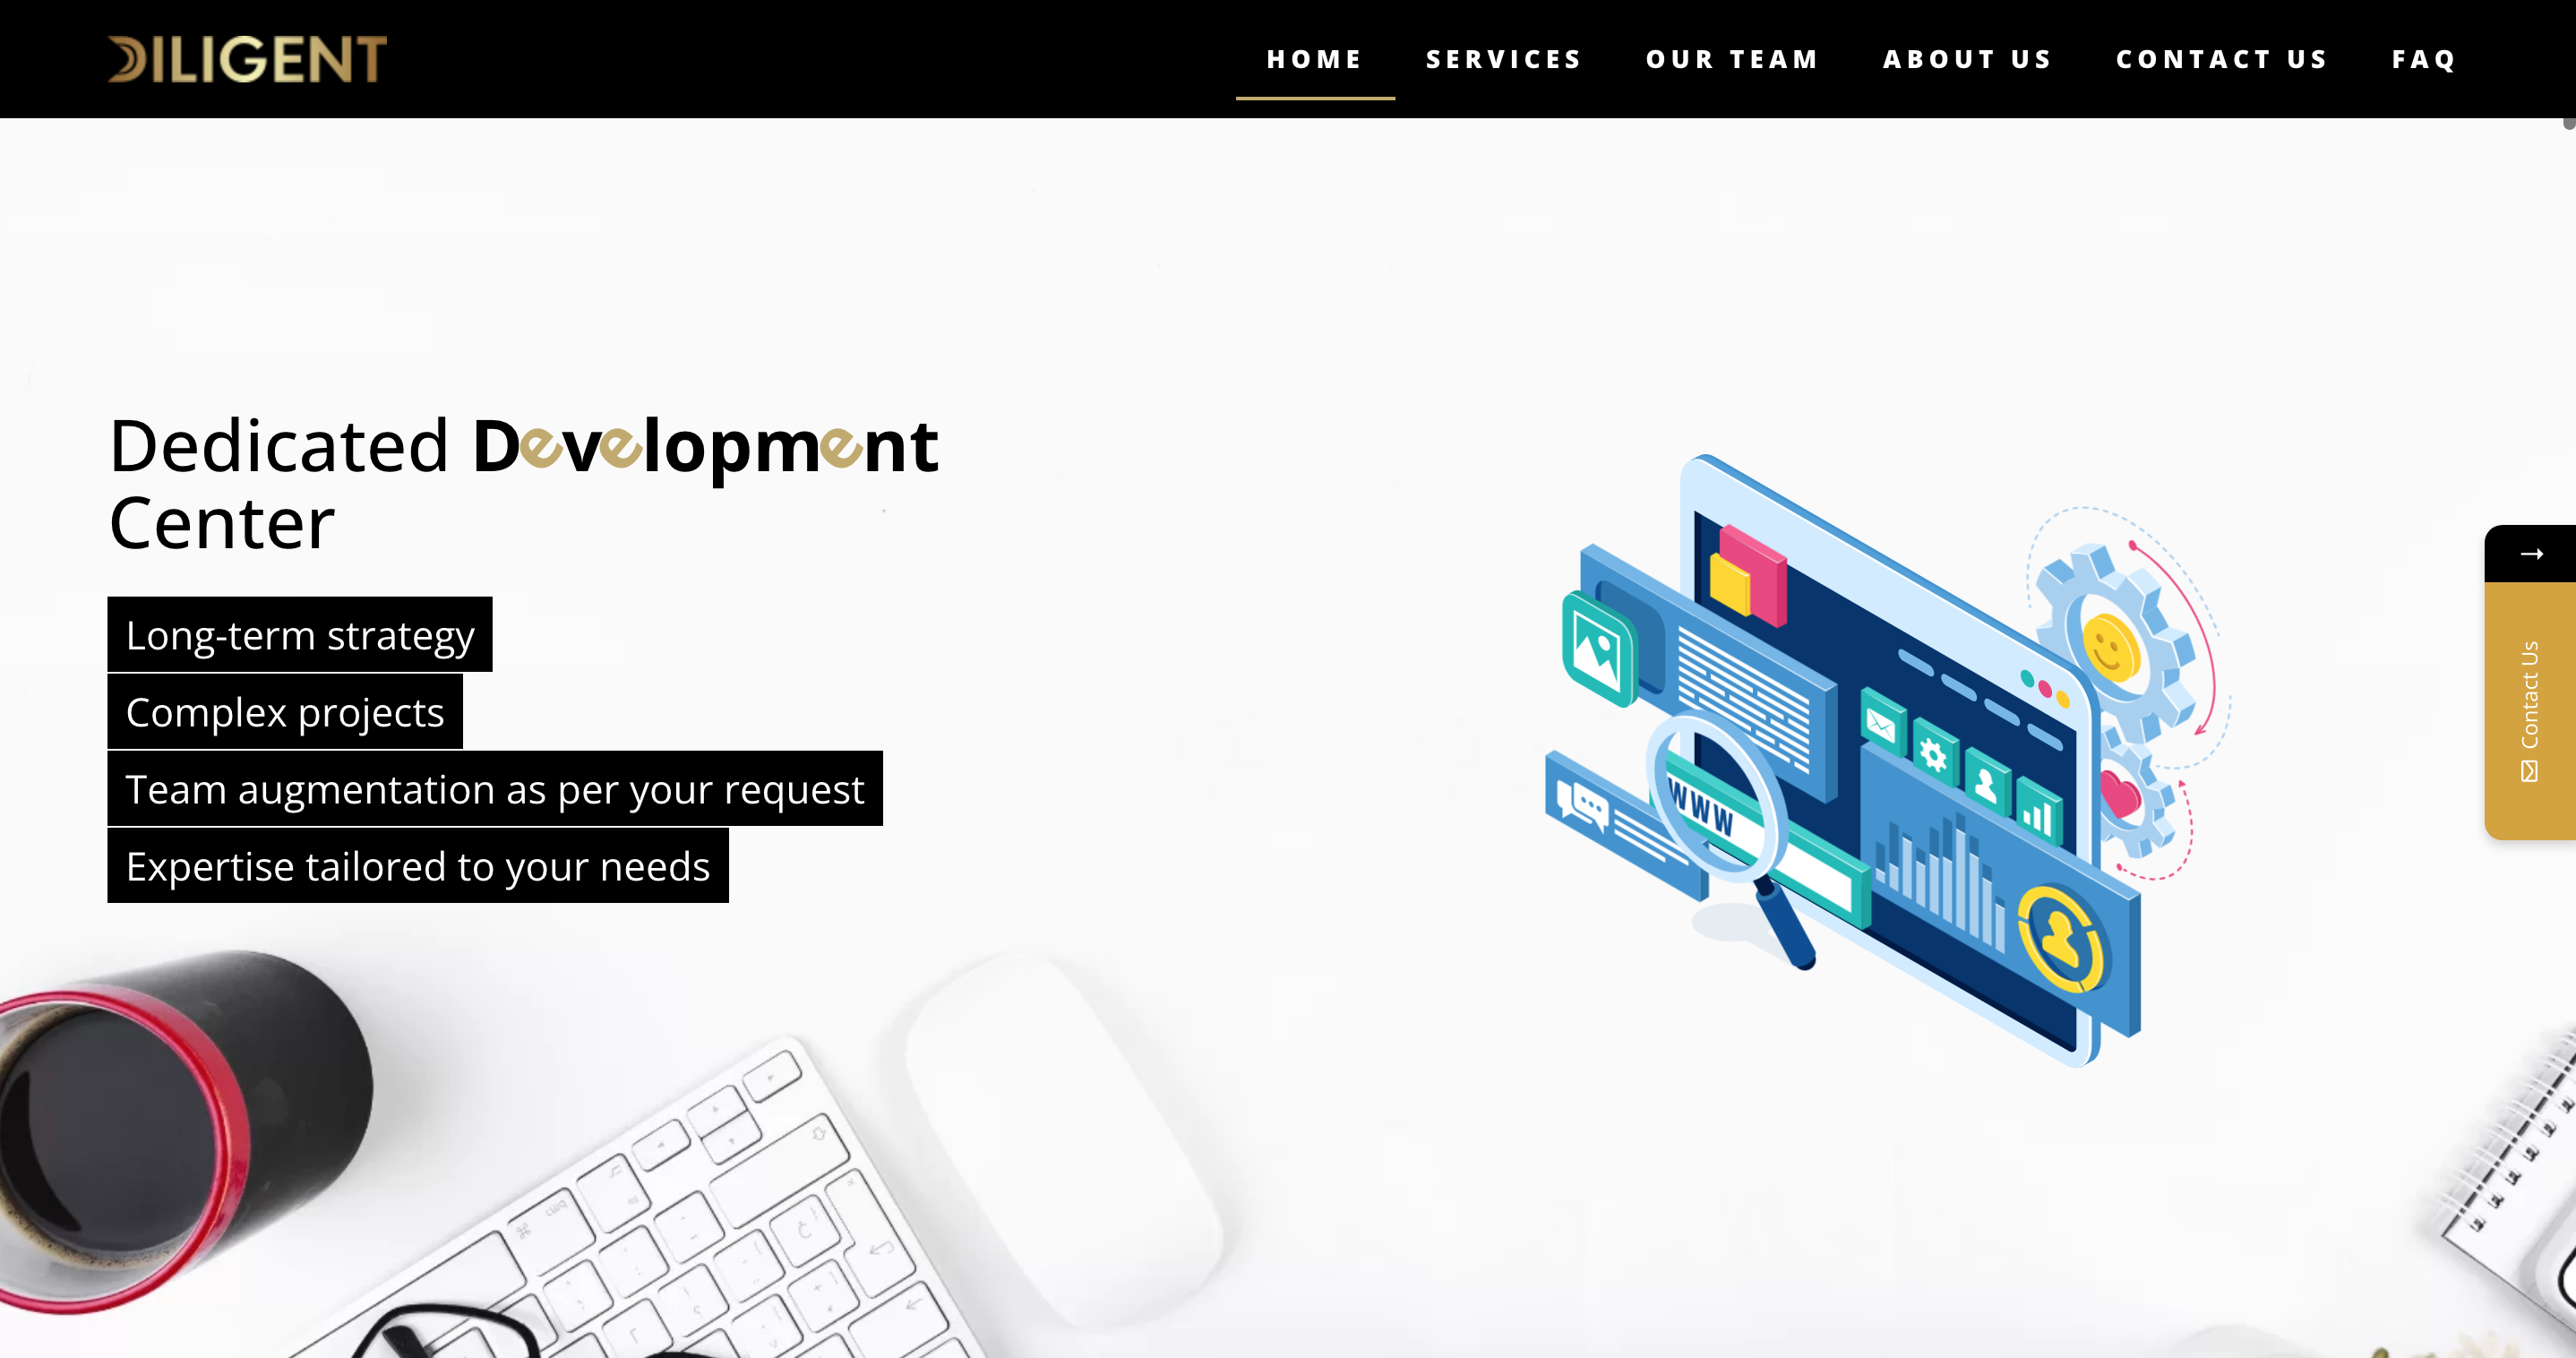 DILIGENT
HOME SERVICES OUR TEAM ABOUT US CONTACT US FAQ
Dedicated Development
Center
Long-term strategy
Complex projects
Team augmentation as per your request
Expertise tailored to your needs
WWW
→
Contact Us